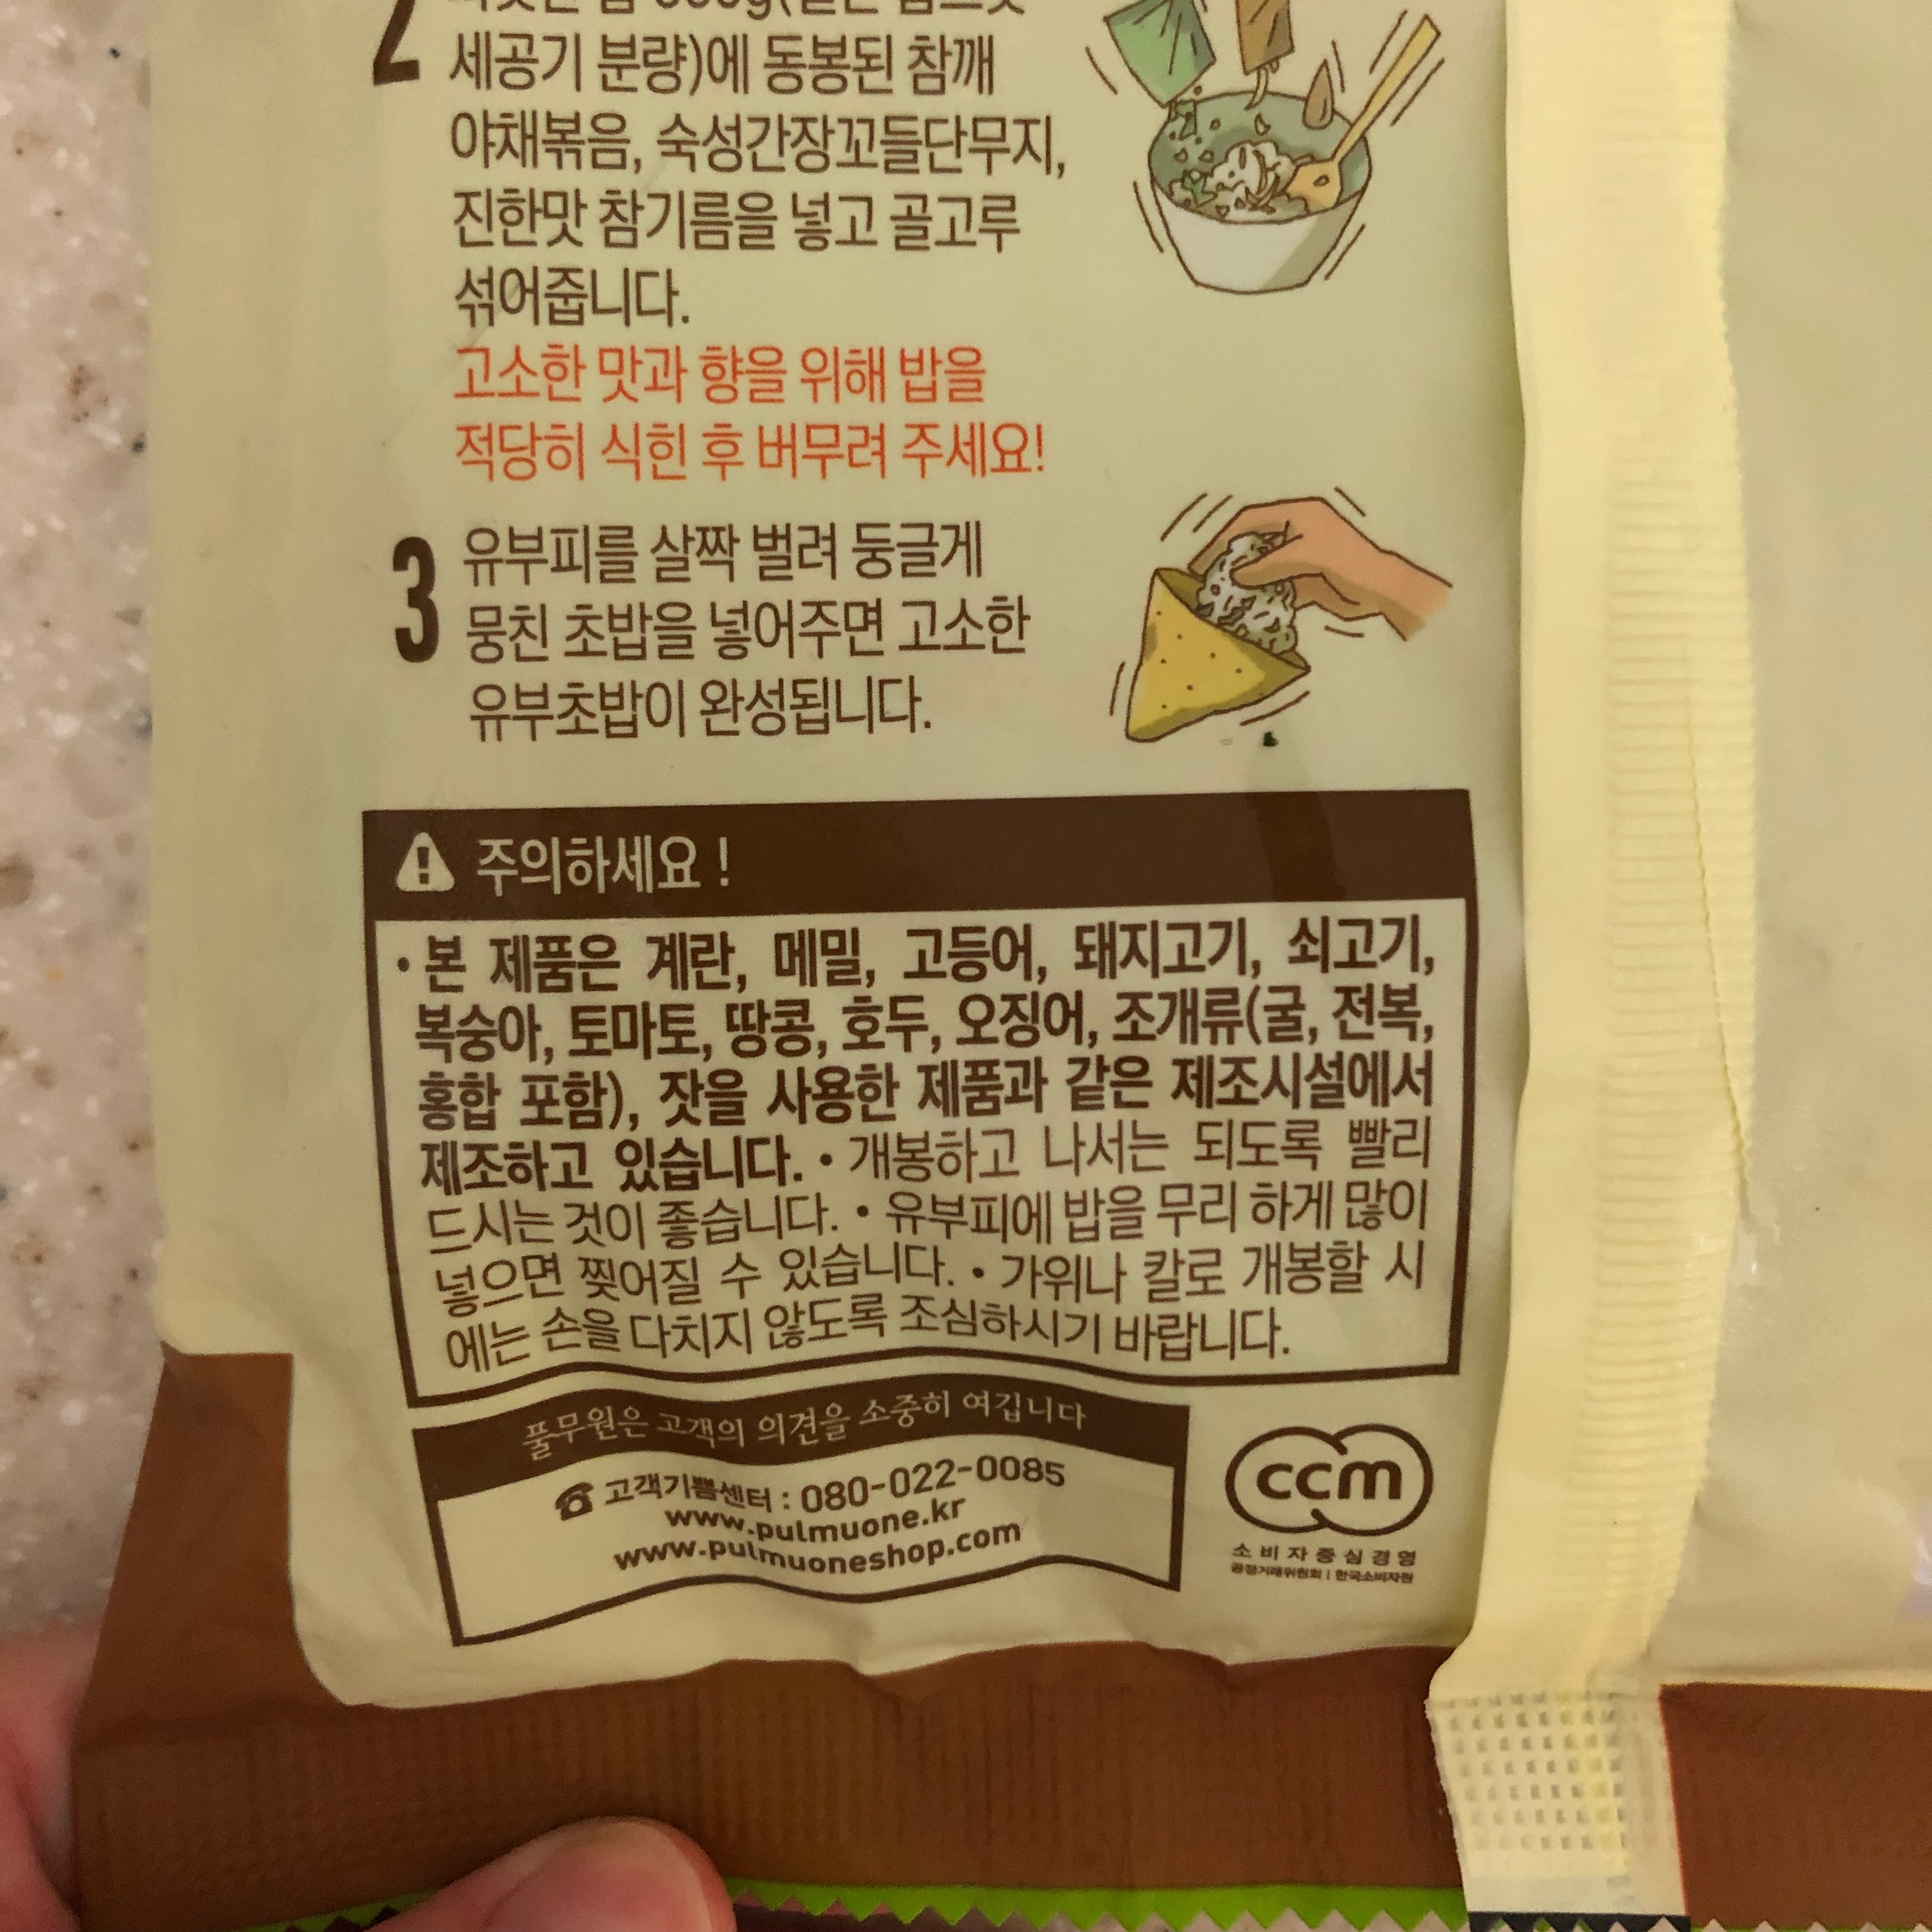 2
세공기 분량)에 동봉된 참깨
야채볶음, 숙성간장꼬들단무지,
진한맛 참기름을 넣고 골고루
섞어줍니다.
고소한 맛과 향을 위해 밥을
적당히 식힌 후 버무려 주세요!
3 유부피를 살짝 벌려 둥글게
뭉친 초밥을 넣어주면 고소한
유부초밥이 완성됩니다.
주의하세요 !
• 본 제품은 계란, 메밀, 고등어, 돼지고기, 쇠고기,
복숭아, 토마토, 땅콩, 호두, 오징어, 조개류(굴, 전복,
홍합 포함), 잣을 사용한 제품과 같은 제조시설에서
제조하고 있습니다. • 개봉하고 나서는 되도록 빨리
드시는 것이 좋습니다. • 유부피에 밥을 무리 하게 많이
넣으면 찢어질 수 있습니다. • 가위나 칼로 개봉할 시
에는 손을 다치지 않도록 조심하시기 바랍니다.
풀무원은 고객의 의견을 소중히 여깁니다
고객기쁨센터 : 080-022-0085
www.pulmuone.kr
www.pulmuoneshop.com
ccm
소비자중심경영
공정거래위원회 | 한국소비자원